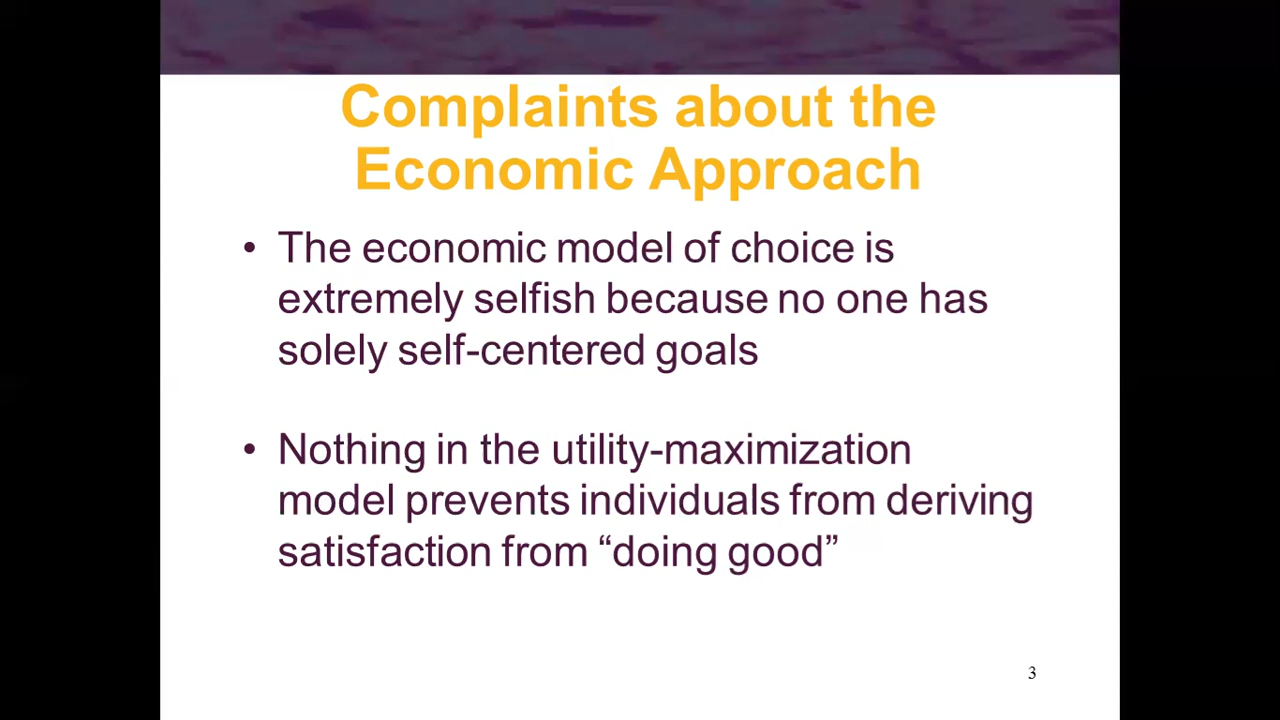 Complaints about the
Economic Approach
• The economic model of choice is
extremely selfish because no one has
solely self-centered goals
• Nothing in the utility-maximization
model prevents individuals from deriving
satisfaction from “doing good”
3